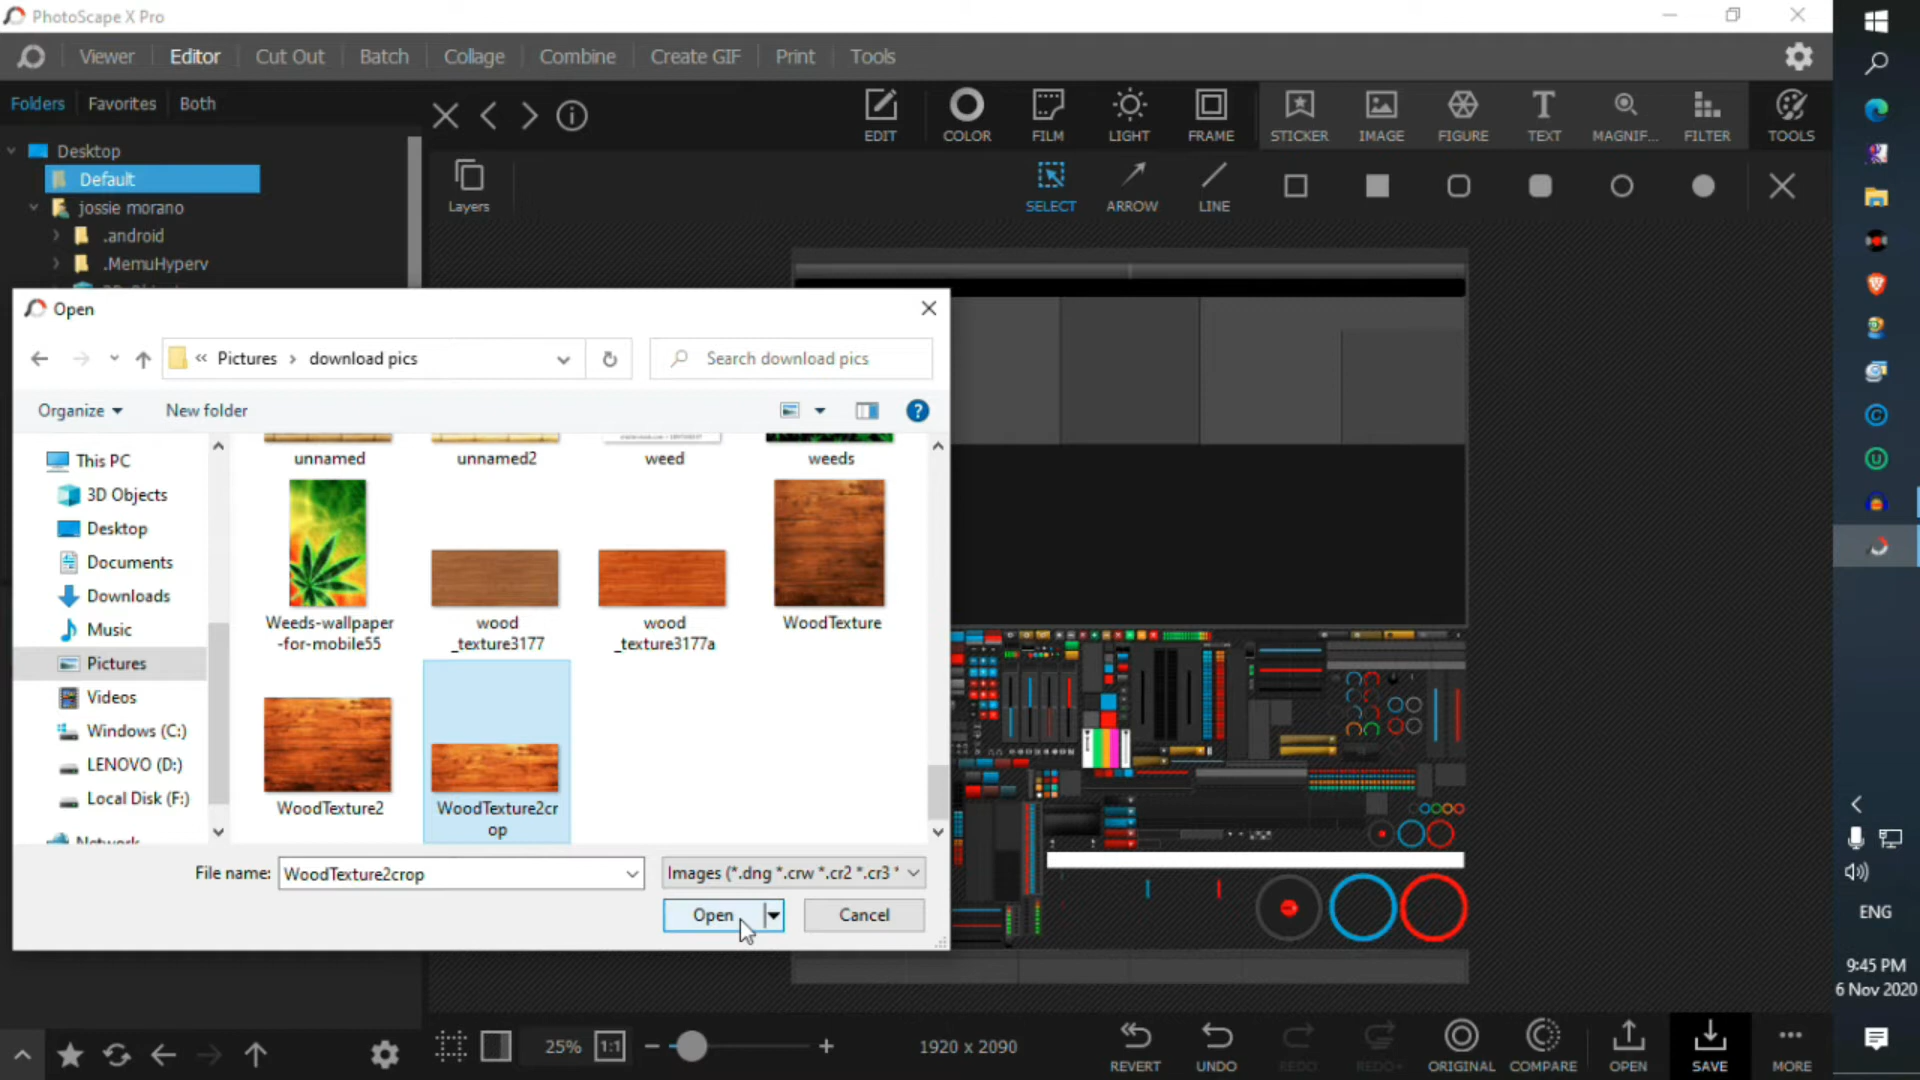 PhotoScape X Pro
Viewer
Editor
Cut Out
Batch
Collage
Combine
Create GIF
Print
Tools
Folders
Favorites
Both
EDIT
COLOR
FILM
LIGHT
FRAME
STICKER
IMAGE
FIGURE
TEXT
MAGNIF...
FILTER
TOOLS
Desktop
Default
jossie morano
.android
.MemuHyperv
Layers
SELECT
ARROW
LINE
Open
« Pictures > download pics
Search download pics
Organize
New folder
This PC
3D Objects
Desktop
Documents
Downloads
Music
Pictures
Videos
Windows (C:)
LENOVO (D:)
Local Disk (F:)
unnamed
unnamed2
weed
weeds
Weeds-wallpaper
-for-mobile55
wood
_texture3177
wood
_texture3177a
WoodTexture
WoodTexture2
WoodTexture2cr
op
File name:
WoodTexture2crop
Images (*.dng *.crw *.cr2 *.cr3 *
Open
Cancel
25%
1:1
1920 x 2090
REVERT
UNDO
REDO
REDO+
ORIGINAL
COMPARE
OPEN
SAVE
MORE
ENG
9:45 PM
6 Nov 2020